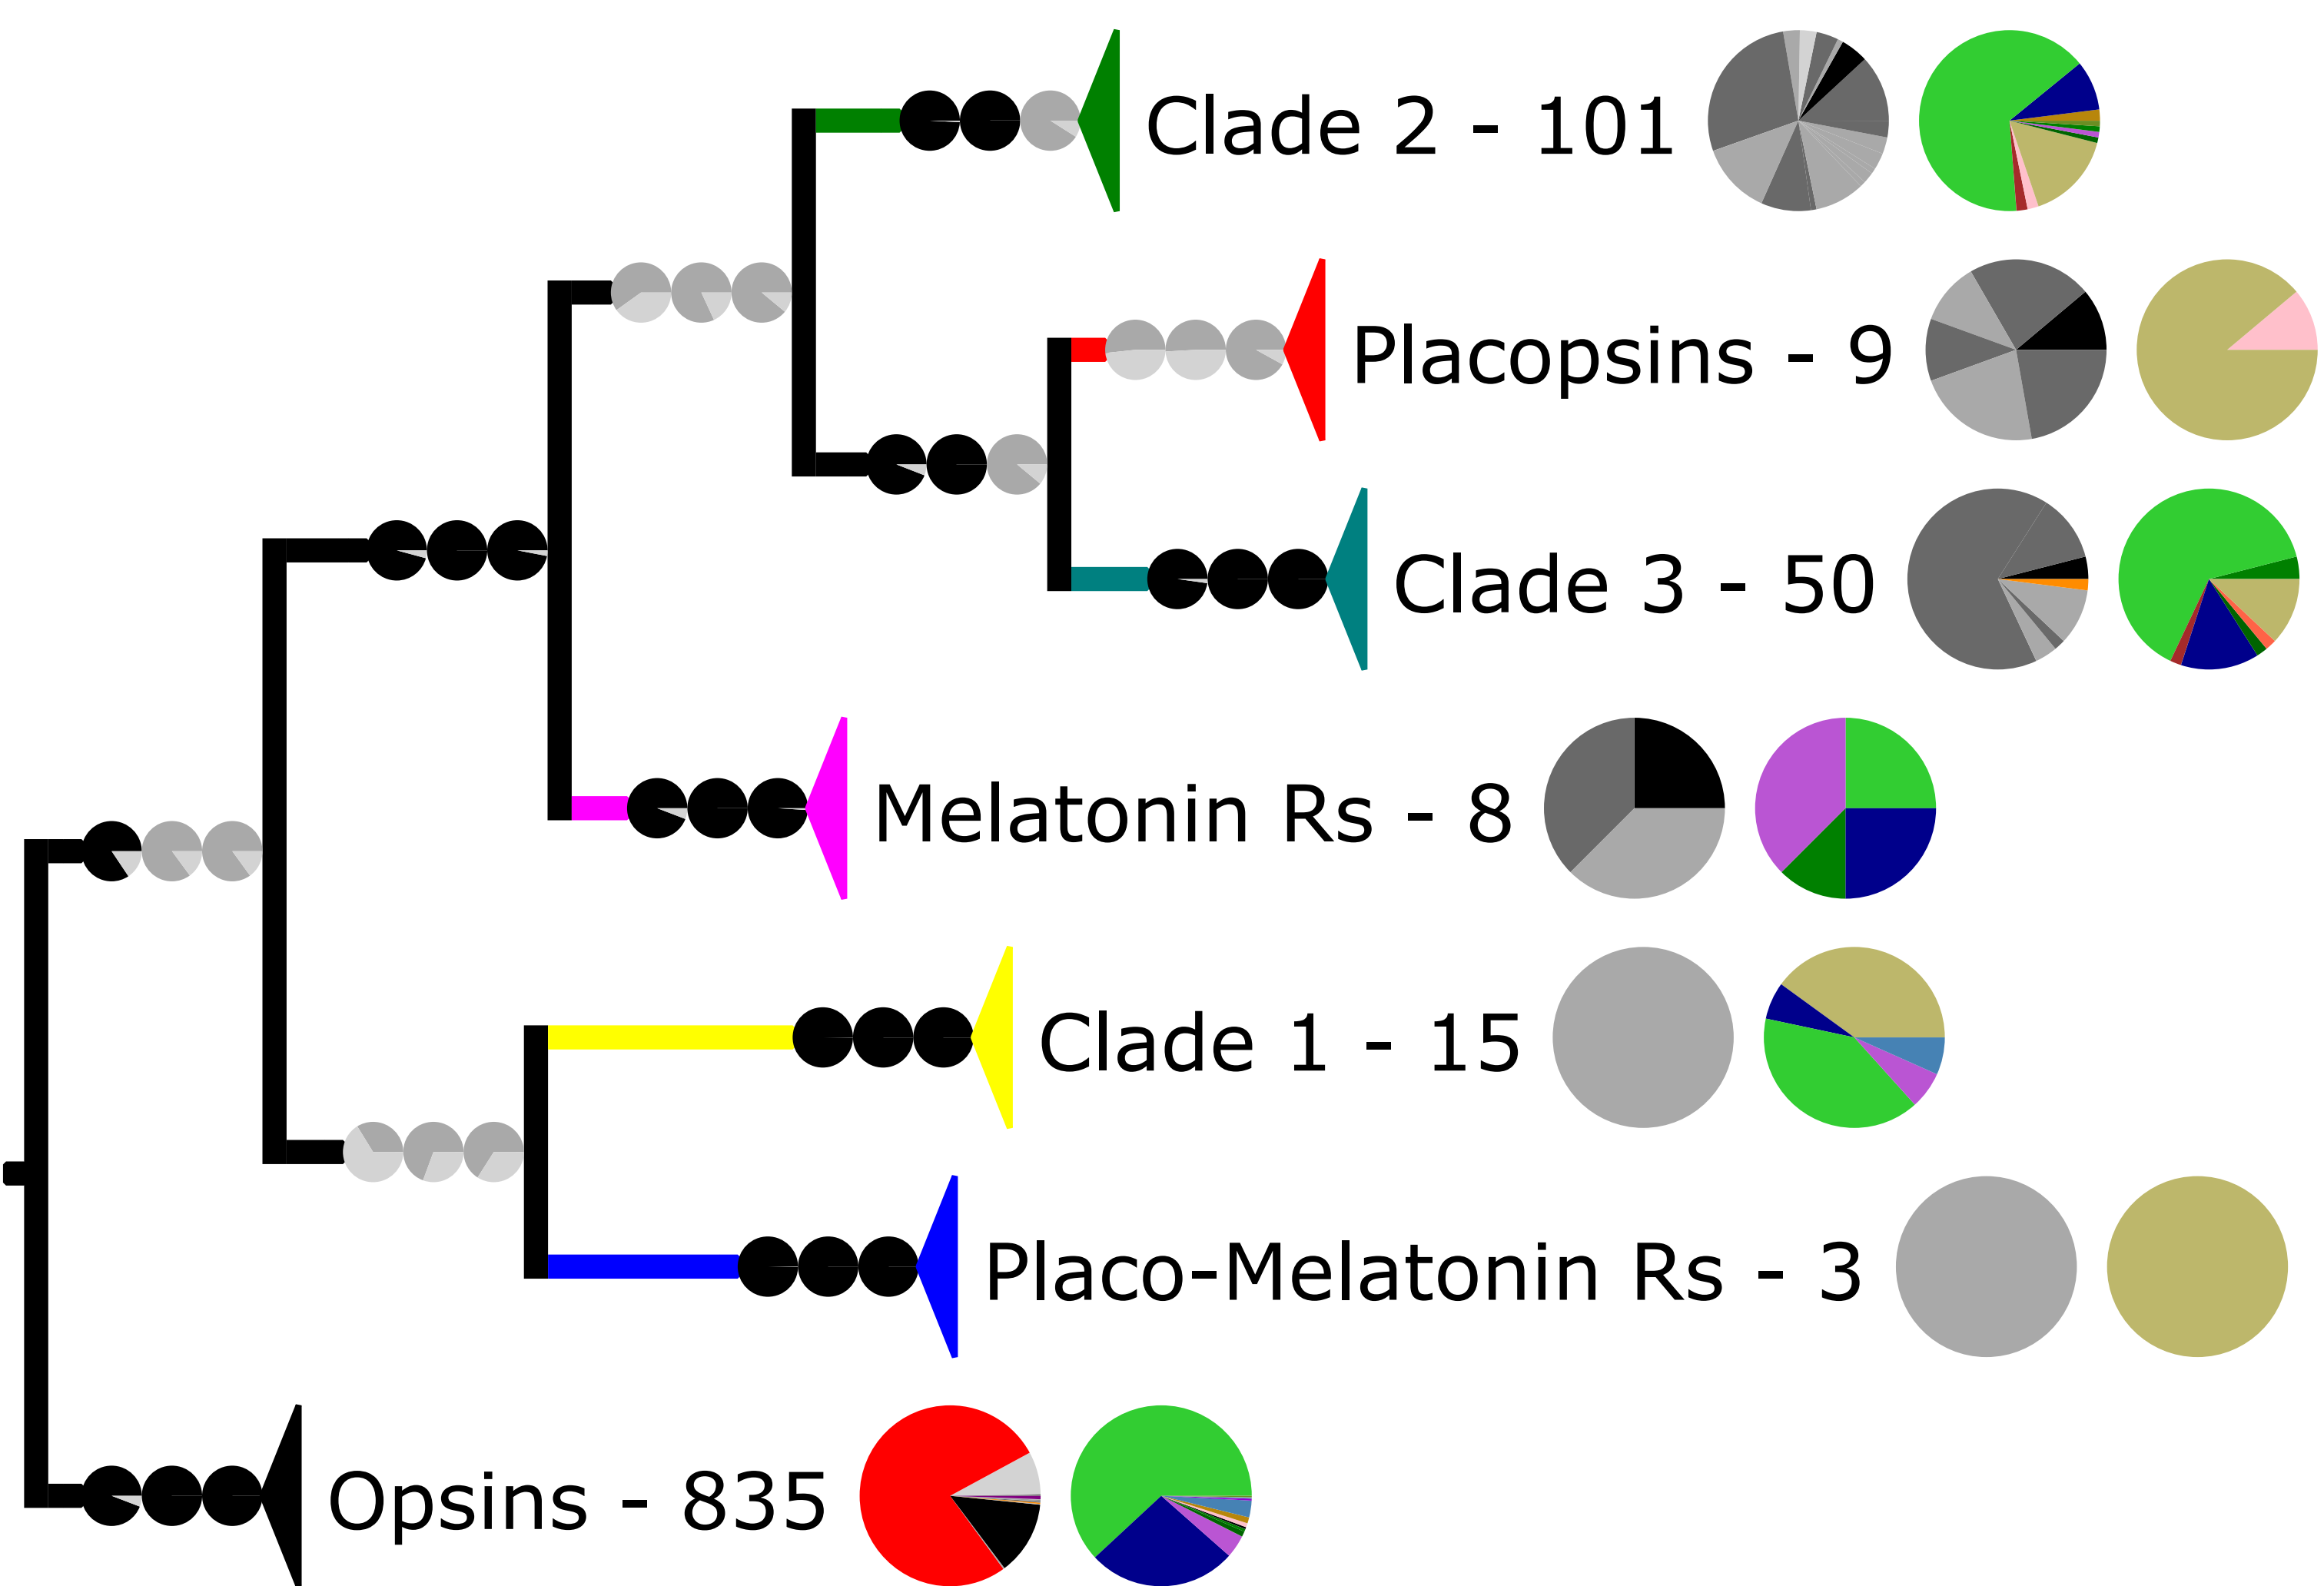 Clade 2 - 101
Placopsins - 9
Clade 3 - 50
Melatonin Rs - 8
Clade 1 - 15
Placo-Melatonin Rs - 3
Opsins - 835